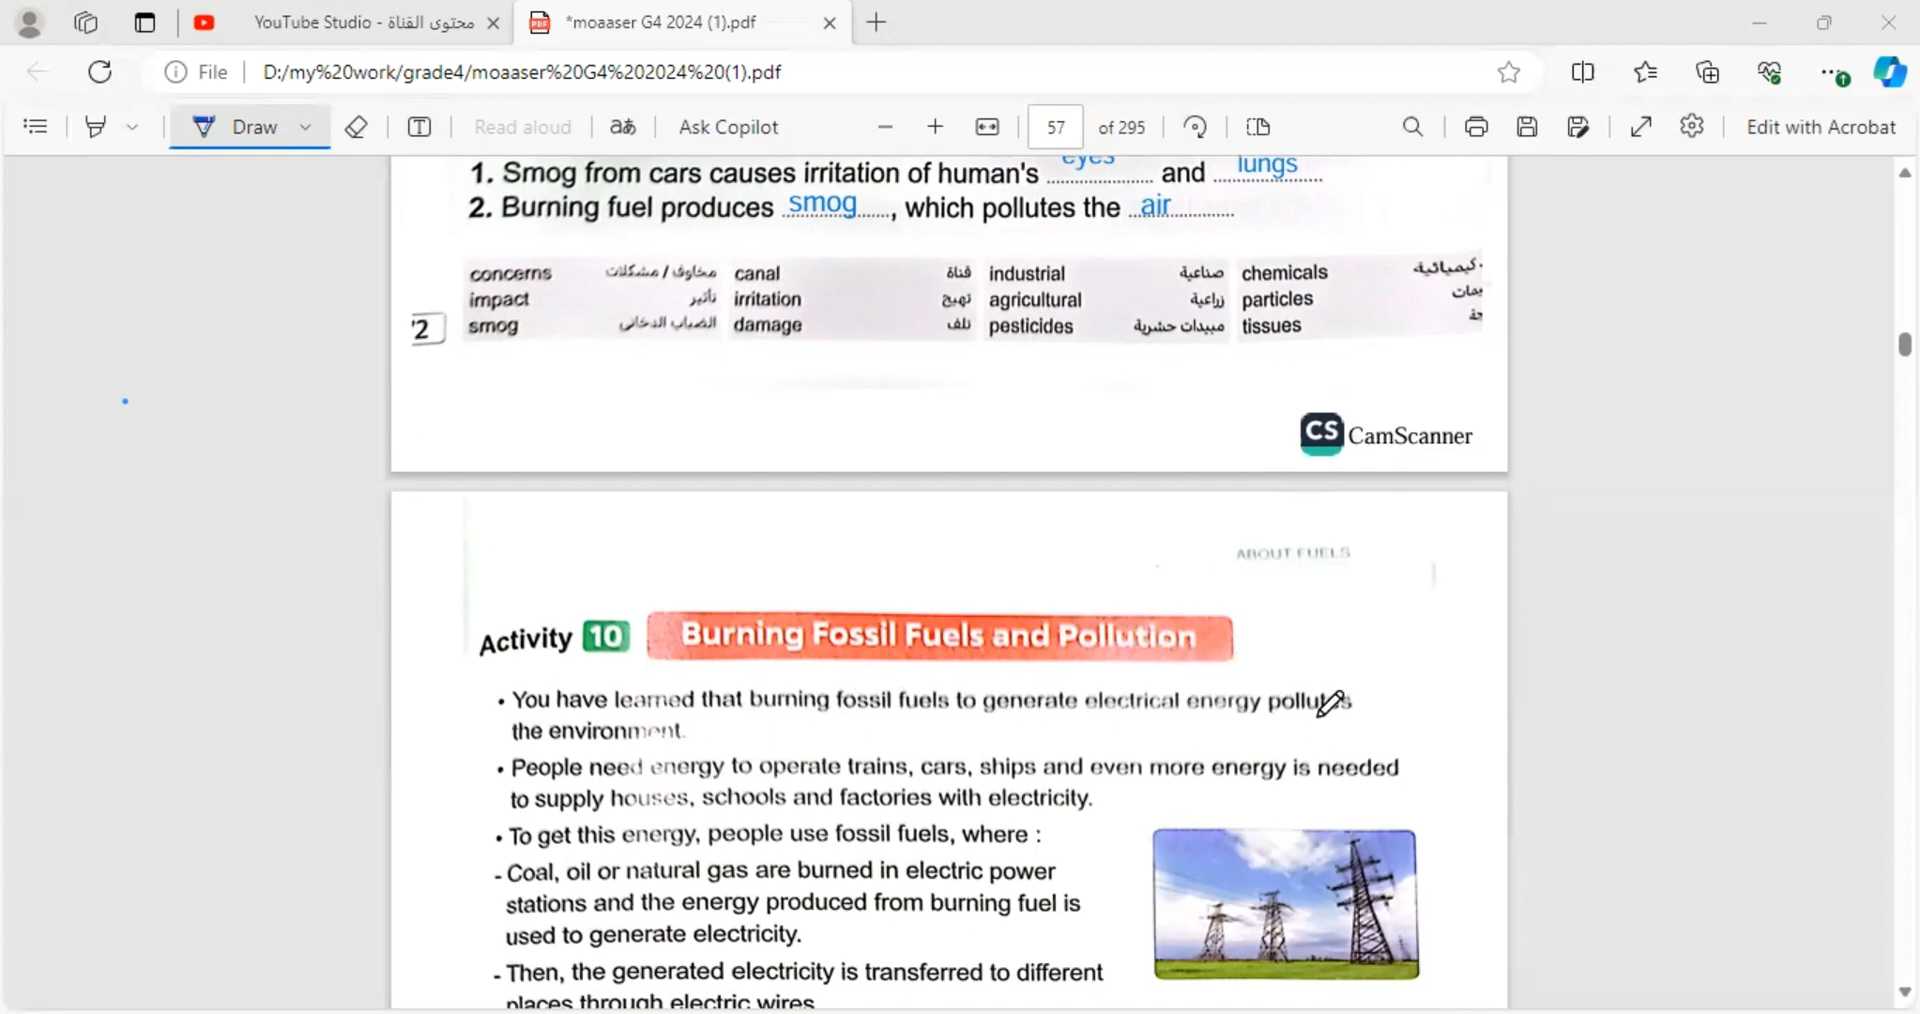 YouTube Studio - محتوى القناة
*moaaser G4 2024 (1).pdf
File
D:/my%20work/grade4/moaaser%20G4%202024%20(1).pdf
Draw
Read aloud
Ask Copilot
57
of 295
Edit with Acrobat
1. Smog from cars causes irritation of human's eyes and lungs
2. Burning fuel produces smog, which pollutes the air
concerns مخاوف / مشكلات canal قناة industrial صناعية chemicals كيميائية
impact تأثير irritation تهيج agricultural زراعية particles
smog الضباب الدخانى damage تلف pesticides مبيدات حشرية tissues
2
CS CamScanner
ABOUT FUELS
Activity 10 Burning Fossil Fuels and Pollution
• You have learned that burning fossil fuels to generate electrical energy pollutes
the environment.
• People need energy to operate trains, cars, ships and even more energy is needed
to supply houses, schools and factories with electricity.
• To get this energy, people use fossil fuels, where :
- Coal, oil or natural gas are burned in electric power
stations and the energy produced from burning fuel is
used to generate electricity.
- Then, the generated electricity is transferred to different
places through electric wires